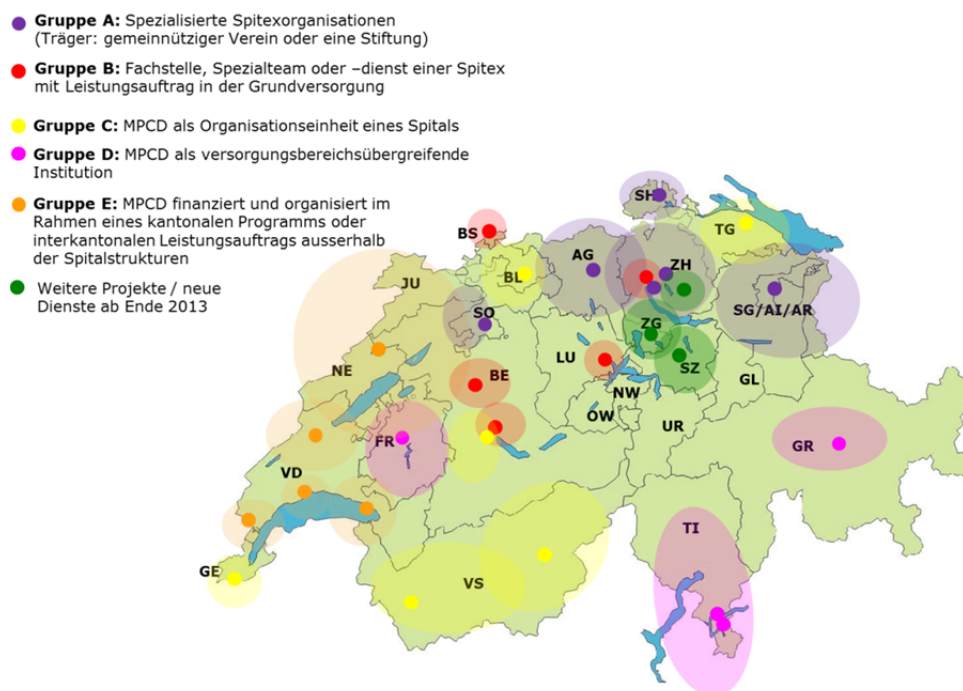 Gruppe A: Spezialisierte Spitexorganisationen
(Träger: gemeinnütziger Verein oder eine Stiftung)
Gruppe B: Fachstelle, Spezialteam oder –dienst einer Spitex
mit Leistungsauftrag in der Grundversorgung
Gruppe C: MPCD als Organisationseinheit eines Spitals
Gruppe D: MPCD als versorgungsbereichsübergreifende
Institution
Gruppe E: MPCD finanziert und organisiert im
Rahmen eines kantonalen Programms oder
interkantonalen Leistungsauftrags ausserhalb
der Spitalstrukturen
Weitere Projekte / neue
Dienste ab Ende 2013
SH
BS
TG
AG
ZH
BL
JU
SG/AI/AR
SO
ZG
LU
NE
BE
SZ
GL
NW
OW
UR
FR
GR
VD
TI
GE
VS